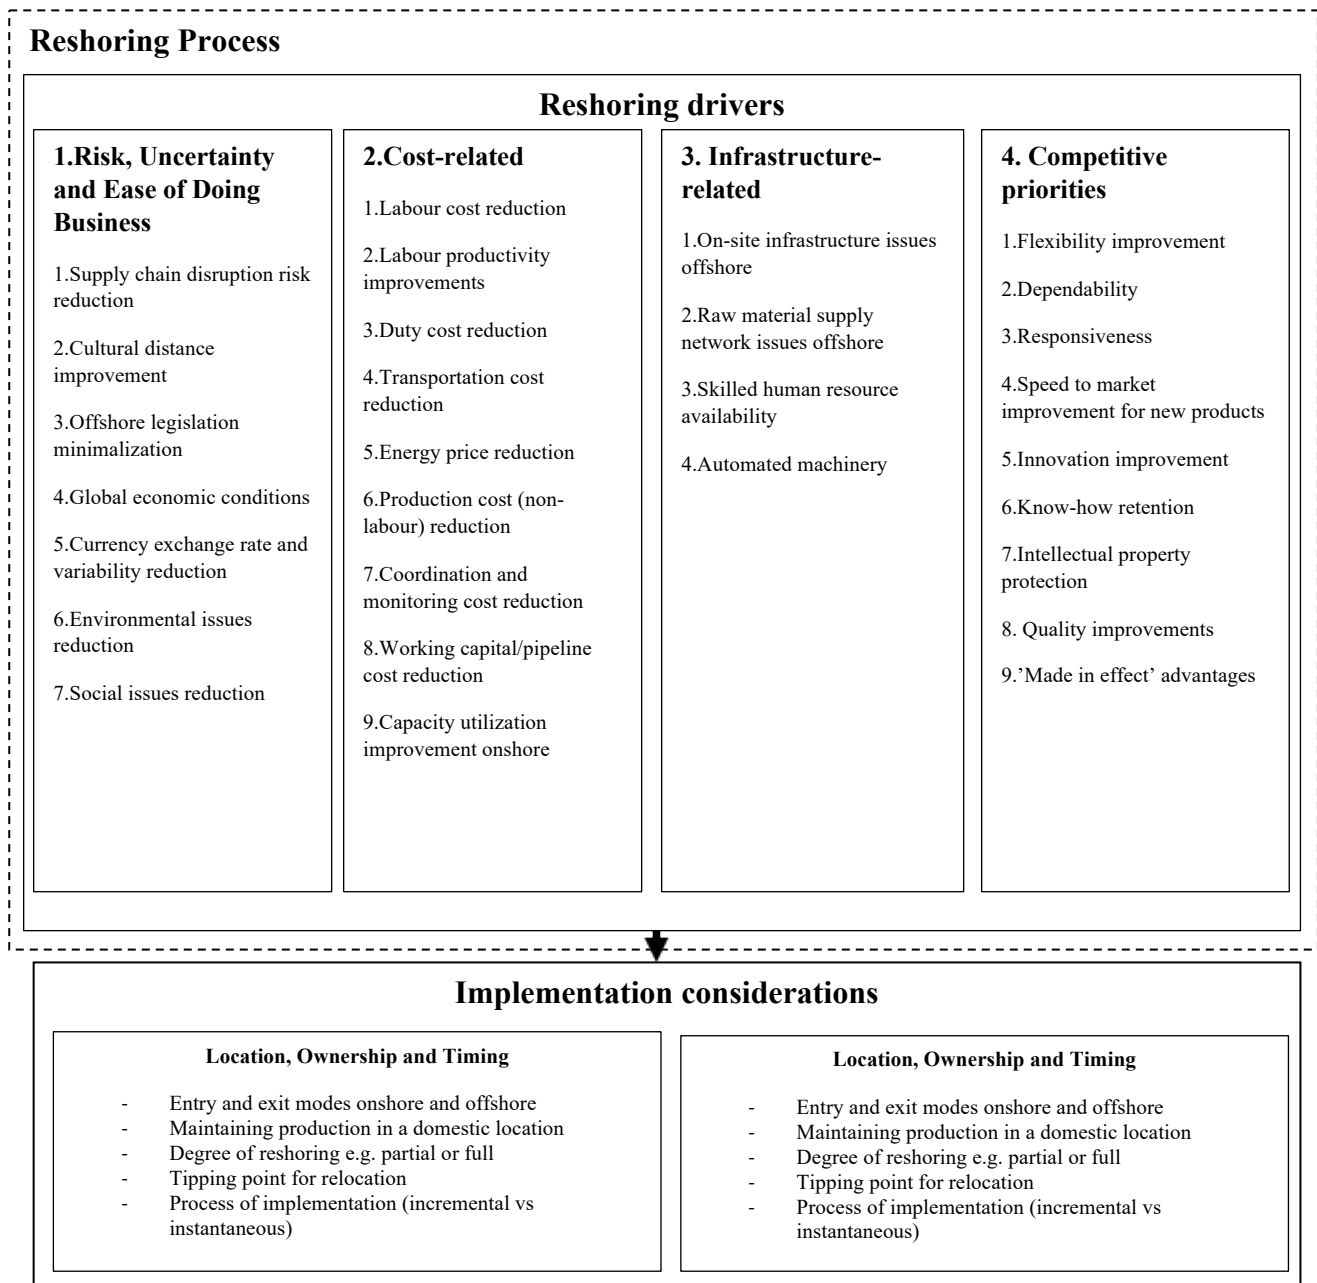 Reshoring Process
Reshoring drivers
1.Risk, Uncertainty
and Ease of Doing
Business
1.Supply chain disruption risk
reduction
2.Cultural distance
improvement
3.Offshore legislation
minimalization
4.Global economic conditions
5.Currency exchange rate and
variability reduction
6.Environmental issues
reduction
7.Social issues reduction
2.Cost-related
1.Labour cost reduction
2.Labour productivity
improvements
3.Duty cost reduction
4.Transportation cost
reduction
5.Energy price reduction
6.Production cost (non-
labour) reduction
7.Coordination and
monitoring cost reduction
8.Working capital/pipeline
cost reduction
9.Capacity utilization
improvement onshore
3. Infrastructure-
related
1.On-site infrastructure issues
offshore
2.Raw material supply
network issues offshore
3.Skilled human resource
availability
4.Automated machinery
4. Competitive
priorities
1.Flexibility improvement
2.Dependability
3.Responsiveness
4.Speed to market
improvement for new products
5.Innovation improvement
6.Know-how retention
7.Intellectual property
protection
8. Quality improvements
9.’Made in effect’ advantages
Implementation considerations
Location, Ownership and Timing
- Entry and exit modes onshore and offshore
- Maintaining production in a domestic location
- Degree of reshoring e.g. partial or full
- Tipping point for relocation
- Process of implementation (incremental vs
instantaneous)
Location, Ownership and Timing
- Entry and exit modes onshore and offshore
- Maintaining production in a domestic location
- Degree of reshoring e.g. partial or full
- Tipping point for relocation
- Process of implementation (incremental vs
instantaneous)